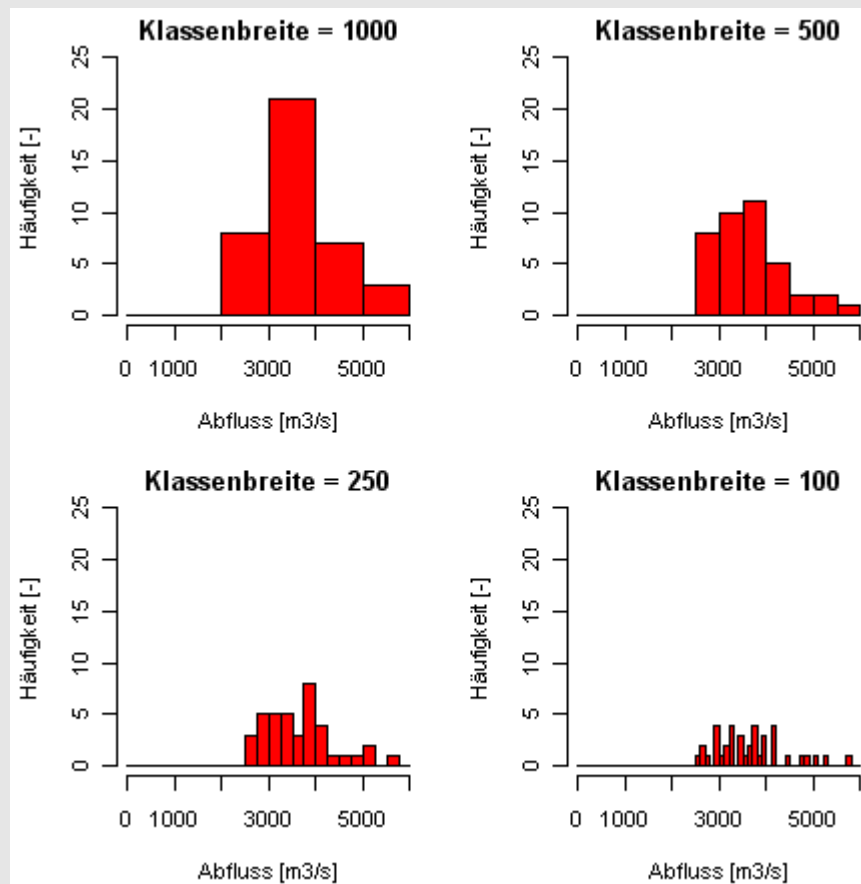 Klassenbreite = 1000
25
20
15
10
5
0
Häufigkeit [-]
0 1000 3000 5000
Abfluss [m3/s]
Klassenbreite = 500
25
20
15
10
5
0
Häufigkeit [-]
0 1000 3000 5000
Abfluss [m3/s]
Klassenbreite = 250
25
20
15
10
5
0
Häufigkeit [-]
0 1000 3000 5000
Abfluss [m3/s]
Klassenbreite = 100
25
20
15
10
5
0
Häufigkeit [-]
0 1000 3000 5000
Abfluss [m3/s]